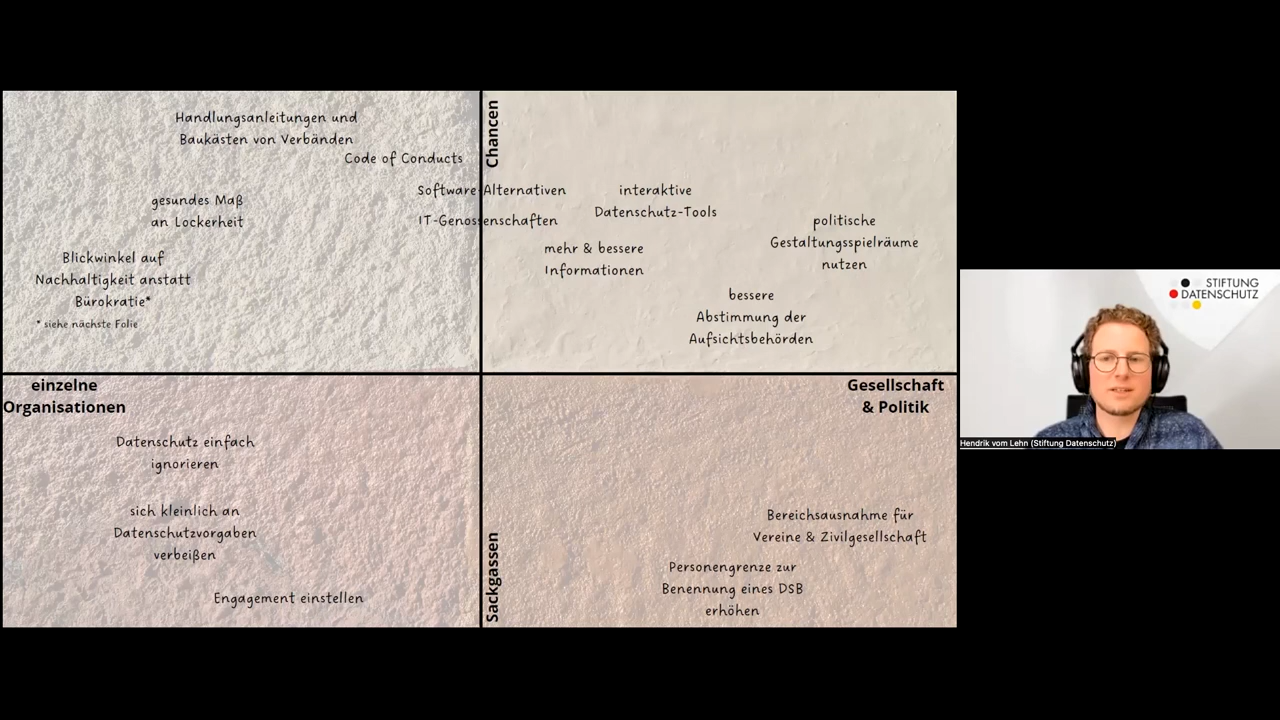 Handlungsanleitungen und
Baukästen von Verbänden
Code of Conducts
gesundes Maß
an Lockerheit
Blickwinkel auf
Nachhaltigkeit anstatt
Bürokratie*
* siehe nächste Folie
Chancen
Software-Alternativen
IT-Genossenschaften
interaktive
Datenschutz-Tools
mehr & bessere
Informationen
politische
Gestaltungsspielräume
nutzen
bessere
Abstimmung der
Aufsichtsbehörden
einzelne
Organisationen
Datenschutz einfach
ignorieren
sich kleinlich an
Datenschutzvorgaben
verbeißen
Engagement einstellen
Gesellschaft
& Politik
Sackgassen
Bereichsausnahme für
Vereine & Zivilgesellschaft
Personengrenze zur
Benennung eines DSB
erhöhen
STIFTUNG
DATENSCHUTZ
Hendrik vom Lehn (Stiftung Datenschutz)